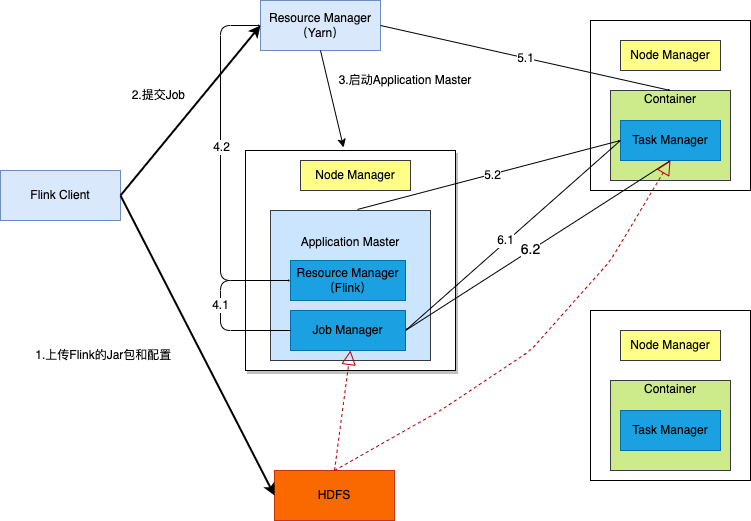 Resource Manager
（Yarn）
5.1
Node Manager
Container
Task Manager
2.提交Job
3.启动Application Master
4.2
Flink Client
Node Manager
5.2
Application Master
6.1
6.2
Resource Manager
（Flink）
4.1
Job Manager
1.上传Flink的Jar包和配置
Node Manager
Container
Task Manager
HDFS